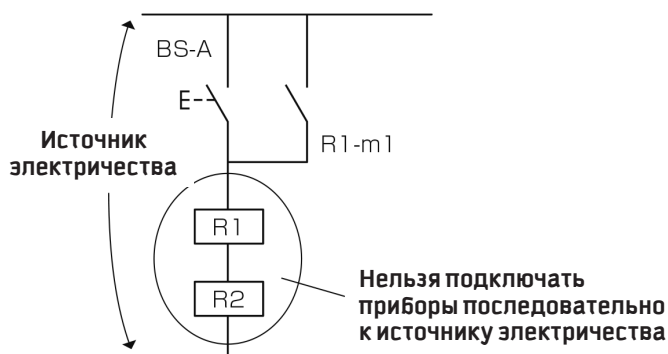 BS-A
E
R1-m1
Источник
электричества
R1
R2
Нельзя подключать
приборы последовательно
к источнику электричества